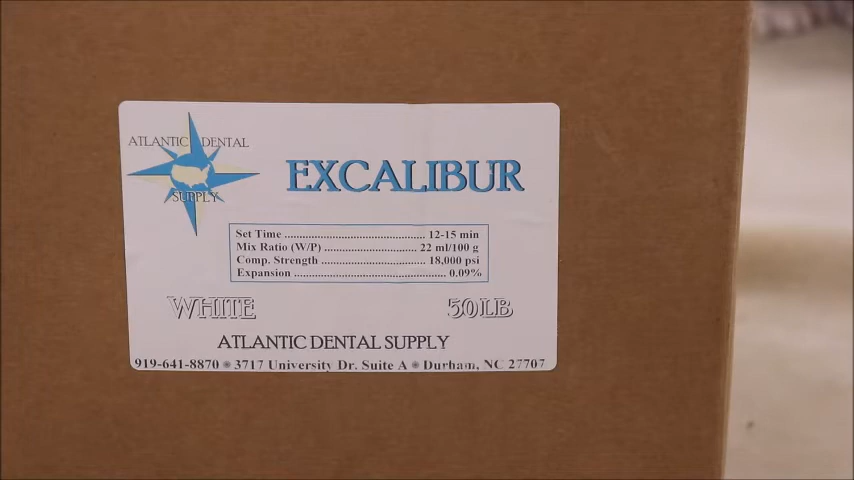 ATLANTIC DENTAL
SUPPLY
EXCALIBUR
Set Time ................................................ 12-15 min
Mix Ratio (W/P) ................................ 22 ml/100 g
Comp. Strength ................................... 18,000 psi
Expansion .................................................... 0.09%
WHITE 50LB
ATLANTIC DENTAL SUPPLY
919-641-8870 ● 3717 University Dr. Suite A ● Durham, NC 27707